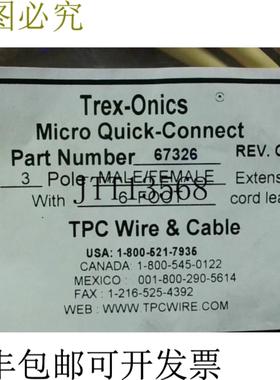 图必究
Trex-Onics
Micro Quick-Connect
Part Number 67326 REV.
3 Pole MALE/FEMALE Extens
With 6 FOOT cord lea
JTT13568
TPC Wire & Cable
USA: 1-800-521-7936
CANADA: 1-800-545-0122
MEXICO : 001-800-290-5614
FAX : 1-216-525-4392
WEB : WWW.TPCWIRE.COM
丰包邮可开发票